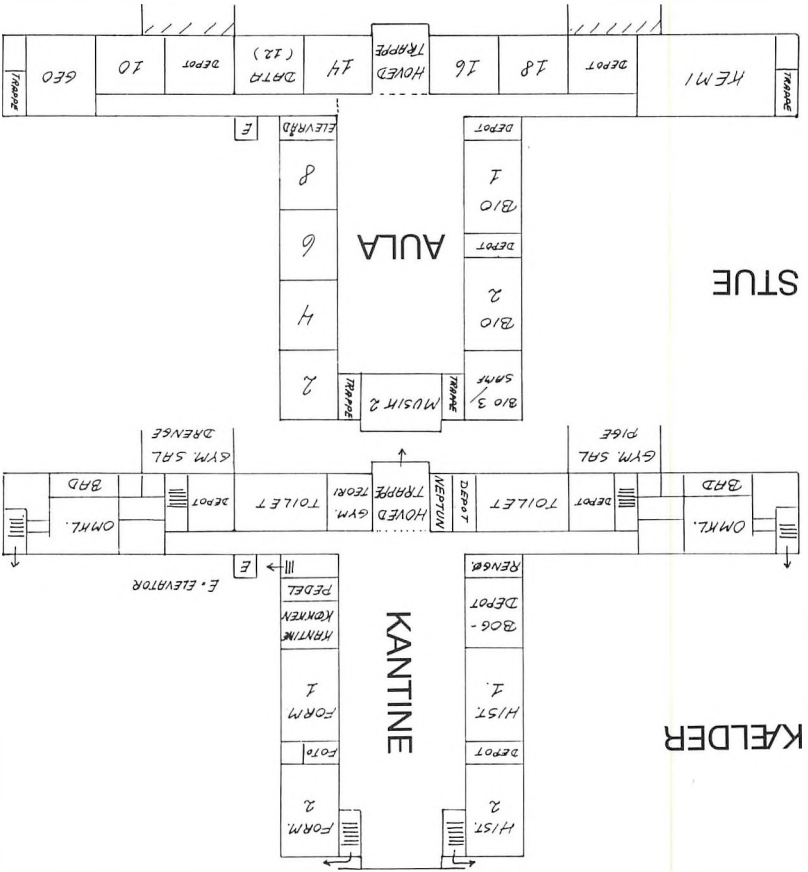 KÆLDER
HIST.
2
DEPOT
HIST.
1.
BOG-
DEPOT
RENGØ.
KANTINE
FORM.
2
FOTO
FORM
1
KANTINE
KØKKEN
PEDEL
E
E. ELEVATOR
OMKL.
BAD
DEPOT
TOILET
DEPOT
NEPTUN
HOVED
TRAPPE
GYM.
TEORI
TOILET
DEPOT
OMKL.
BAD
GYM. SAL
PIGE
GYM. SAL
DRENGE
STUE
BIO 3/
SAMF
TRAPPE
MUSIK 2
TRAPPE
2
BIO
2
DEPOT
BIO
1
DEPOT
AULA
4
6
8
ELEVRÅD
E
TRAPPE
KEMI
DEPOT
18
16
HOVED
TRAPPE
14
DATA
(12)
DEPOT
10
GEO
TRAPPE